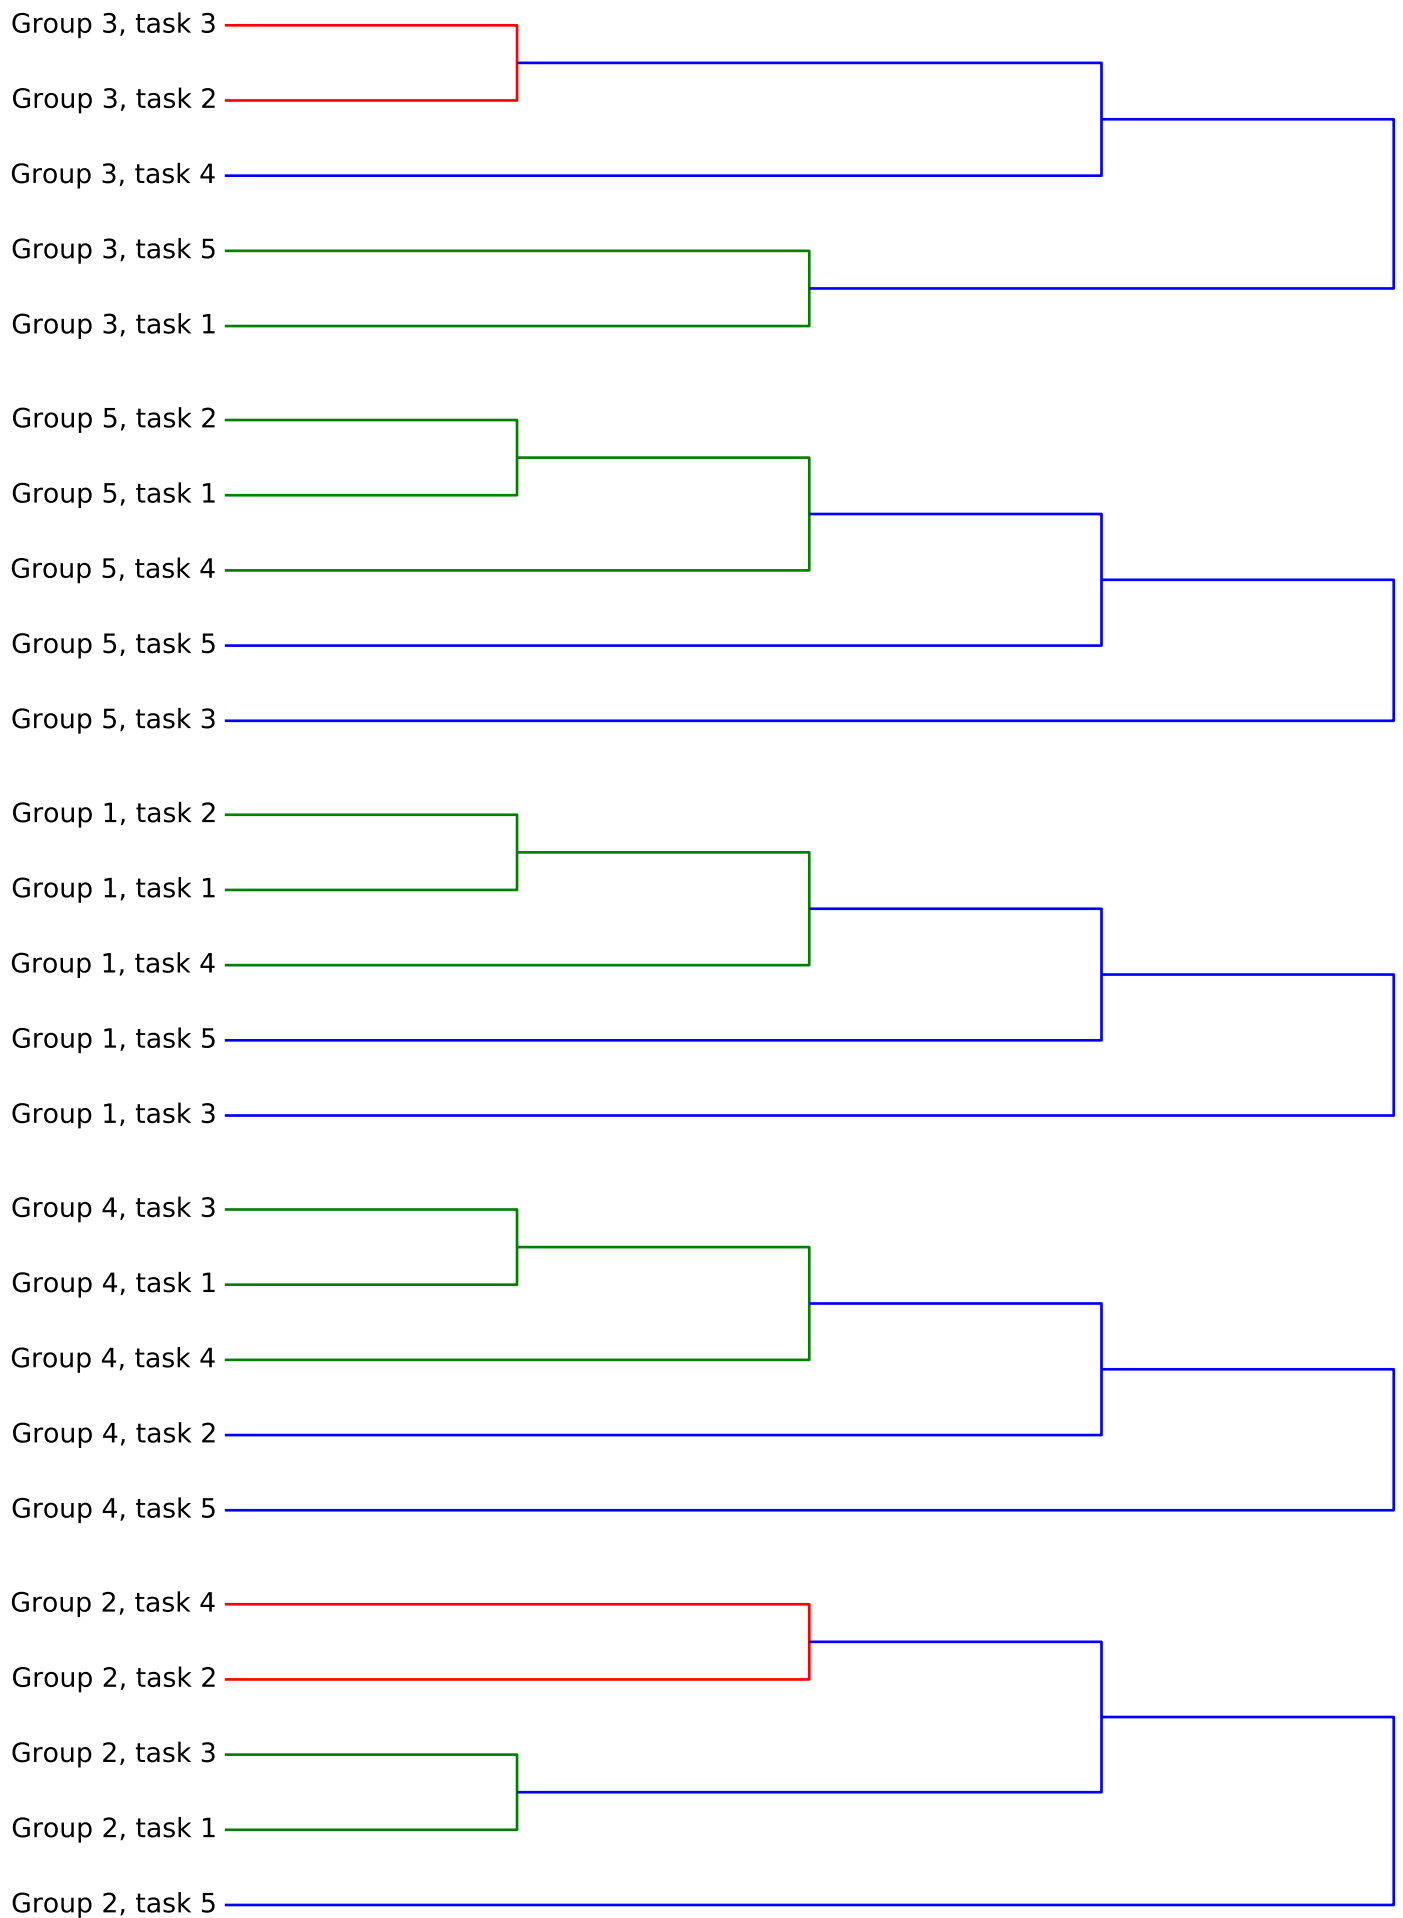 Group 3, task 3
Group 3, task 2
Group 3, task 4
Group 3, task 5
Group 3, task 1
Group 5, task 2
Group 5, task 1
Group 5, task 4
Group 5, task 5
Group 5, task 3
Group 1, task 2
Group 1, task 1
Group 1, task 4
Group 1, task 5
Group 1, task 3
Group 4, task 3
Group 4, task 1
Group 4, task 4
Group 4, task 2
Group 4, task 5
Group 2, task 4
Group 2, task 2
Group 2, task 3
Group 2, task 1
Group 2, task 5